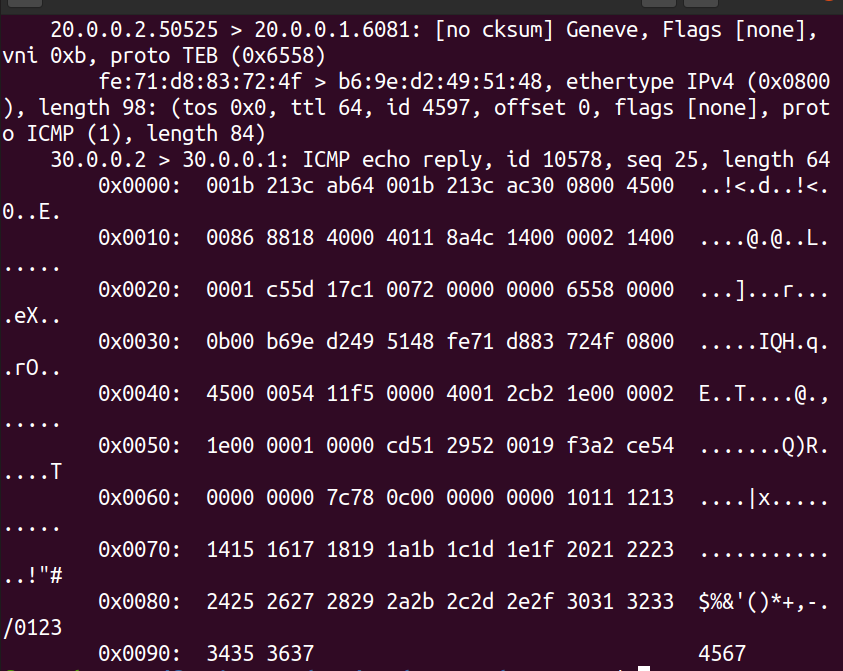 20.0.0.2.50525 > 20.0.0.1.6081: [no cksum] Geneve, Flags [none],
vni 0xb, proto TEB (0x6558)
fe:71:d8:83:72:4f > b6:9e:d2:49:51:48, ethertype IPv4 (0x0800
), length 98: (tos 0x0, ttl 64, id 4597, offset 0, flags [none], prot
o ICMP (1), length 84)
30.0.0.2 > 30.0.0.1: ICMP echo reply, id 10578, seq 25, length 64
0x0000: 001b 213c ab64 001b 213c ac30 0800 4500 ..!<.d..!<.
0..E.
0x0010: 0086 8818 4000 4011 8a4c 1400 0002 1400 ....@.@..L.
.....
0x0020: 0001 c55d 17c1 0072 0000 0000 6558 0000 ...]...r...
.eX..
0x0030: 0b00 b69e d249 5148 fe71 d883 724f 0800 .....IQH.q.
.rO..
0x0040: 4500 0054 11f5 0000 4001 2cb2 1e00 0002 E..T....@.,
.....
0x0050: 1e00 0001 0000 cd51 2952 0019 f3a2 ce54 .......Q)R.
....T
0x0060: 0000 0000 7c78 0c00 0000 0000 1011 1213 ....|x.....
.....
0x0070: 1415 1617 1819 1a1b 1c1d 1e1f 2021 2223 ...........
..!"#
0x0080: 2425 2627 2829 2a2b 2c2d 2e2f 3031 3233 $%&'()*+,-.
/0123
0x0090: 3435 3637 4567